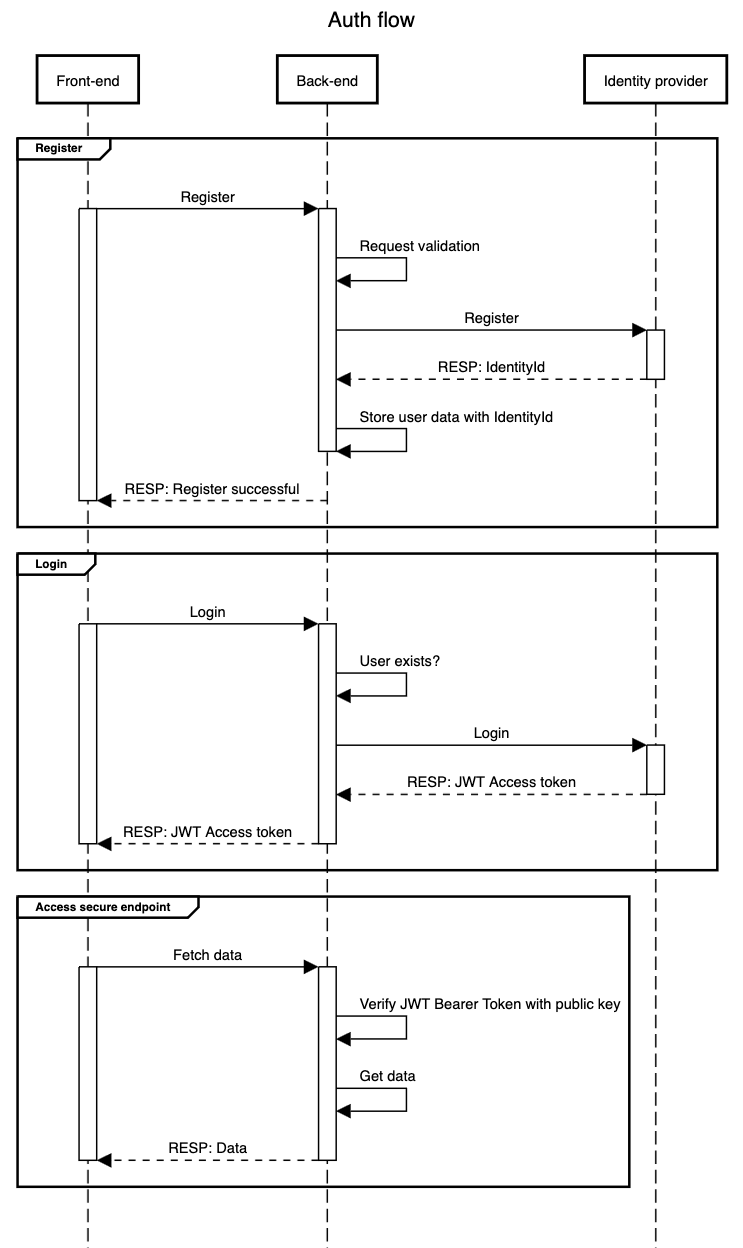 Auth flow
Front-end
Back-end
Identity provider
Register
Register
Request validation
Register
RESP: IdentityId
Store user data with IdentityId
RESP: Register successful
Login
Login
User exists?
Login
RESP: JWT Access token
RESP: JWT Access token
Access secure endpoint
Fetch data
Verify JWT Bearer Token with public key
Get data
RESP: Data